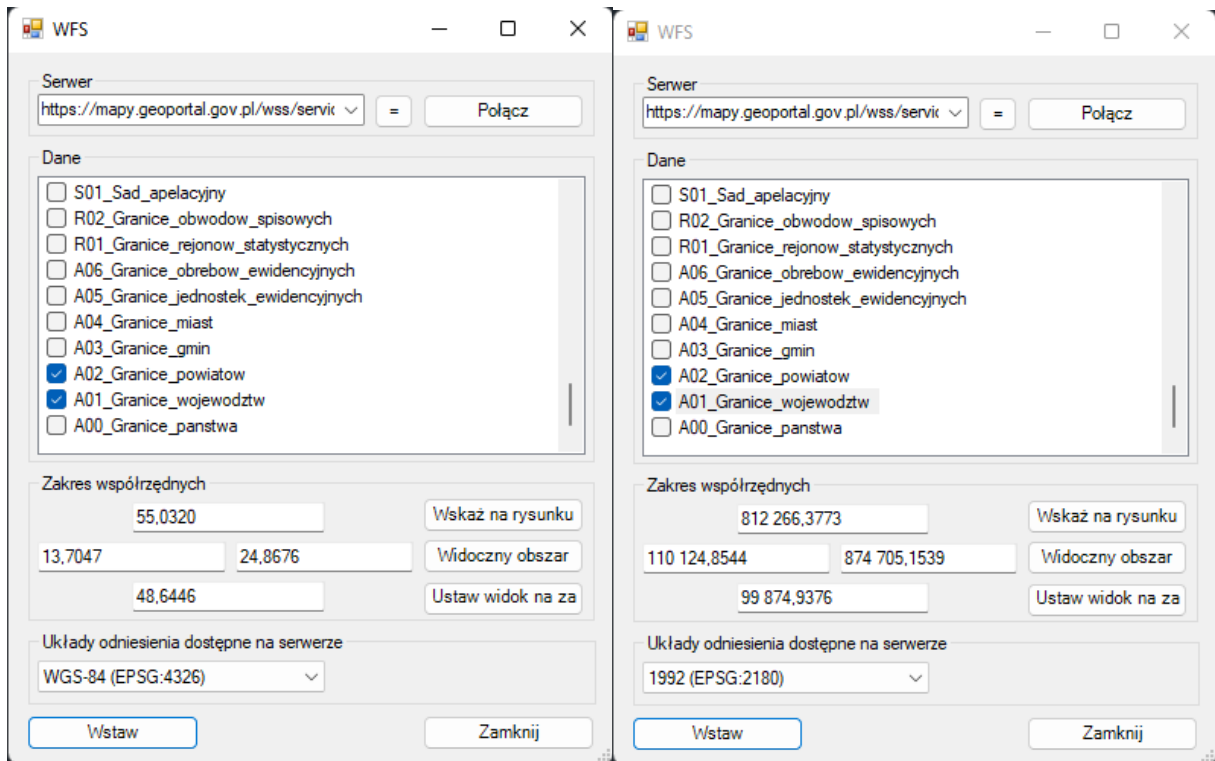 WFS
Serwer
https://mapy.geoportal.gov.pl/wss/servic
=
Połącz
Dane
S01_Sad_apelacyjny
R02_Granice_obwodow_spisowych
R01_Granice_rejonow_statystycznych
A06_Granice_obrebow_ewidencyjnych
A05_Granice_jednostek_ewidencyjnych
A04_Granice_miast
A03_Granice_gmin
A02_Granice_powiatow
A01_Granice_wojewodztw
A00_Granice_panstwa
Zakres współrzędnych
55,0320
Wskaż na rysunku
13,7047 24,8676
Widoczny obszar
48,6446
Ustaw widok na za
Układy odniesienia dostępne na serwerze
WGS-84 (EPSG:4326)
Wstaw
Zamknij
WFS
Serwer
https://mapy.geoportal.gov.pl/wss/servic
=
Połącz
Dane
S01_Sad_apelacyjny
R02_Granice_obwodow_spisowych
R01_Granice_rejonow_statystycznych
A06_Granice_obrebow_ewidencyjnych
A05_Granice_jednostek_ewidencyjnych
A04_Granice_miast
A03_Granice_gmin
A02_Granice_powiatow
A01_Granice_wojewodztw
A00_Granice_panstwa
Zakres współrzędnych
812 266,3773
Wskaż na rysunku
110 124,8544 874 705,1539
Widoczny obszar
99 874,9376
Ustaw widok na za
Układy odniesienia dostępne na serwerze
1992 (EPSG:2180)
Wstaw
Zamknij